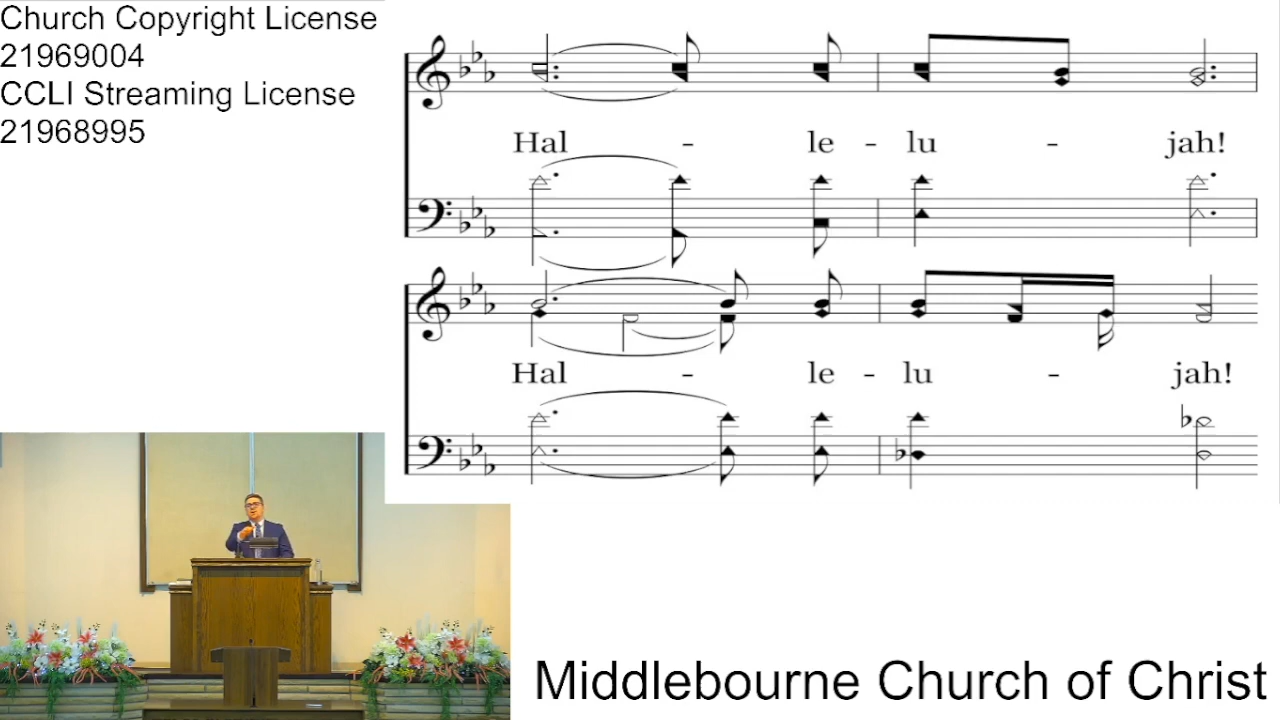 Church Copyright License
21969004
CCLI Streaming License
21968995
Hal - le - lu - jah!
Hal - le - lu - jah!
Middlebourne Church of Christ